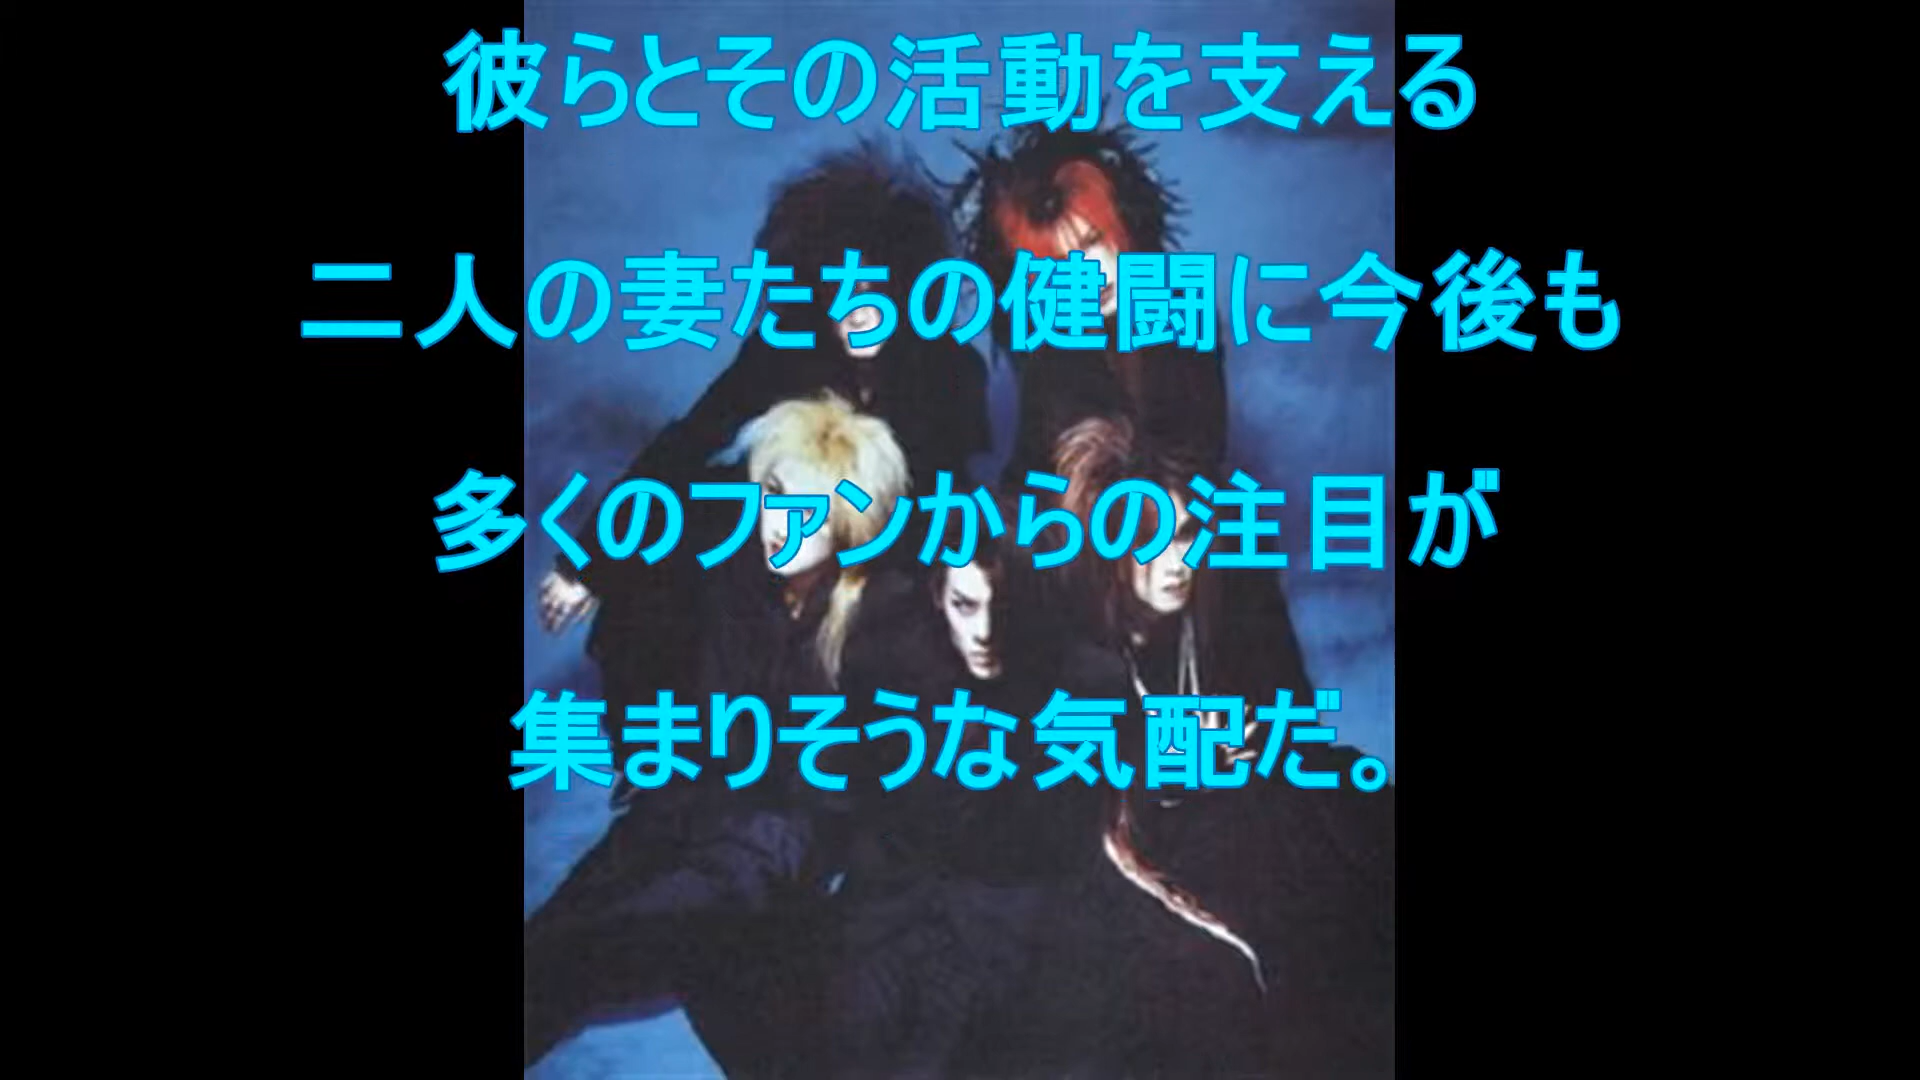 彼らとその活動を支える
二人の妻たちの健闘に今後も
多くのファンからの注目が
集まりそうな気配だ。